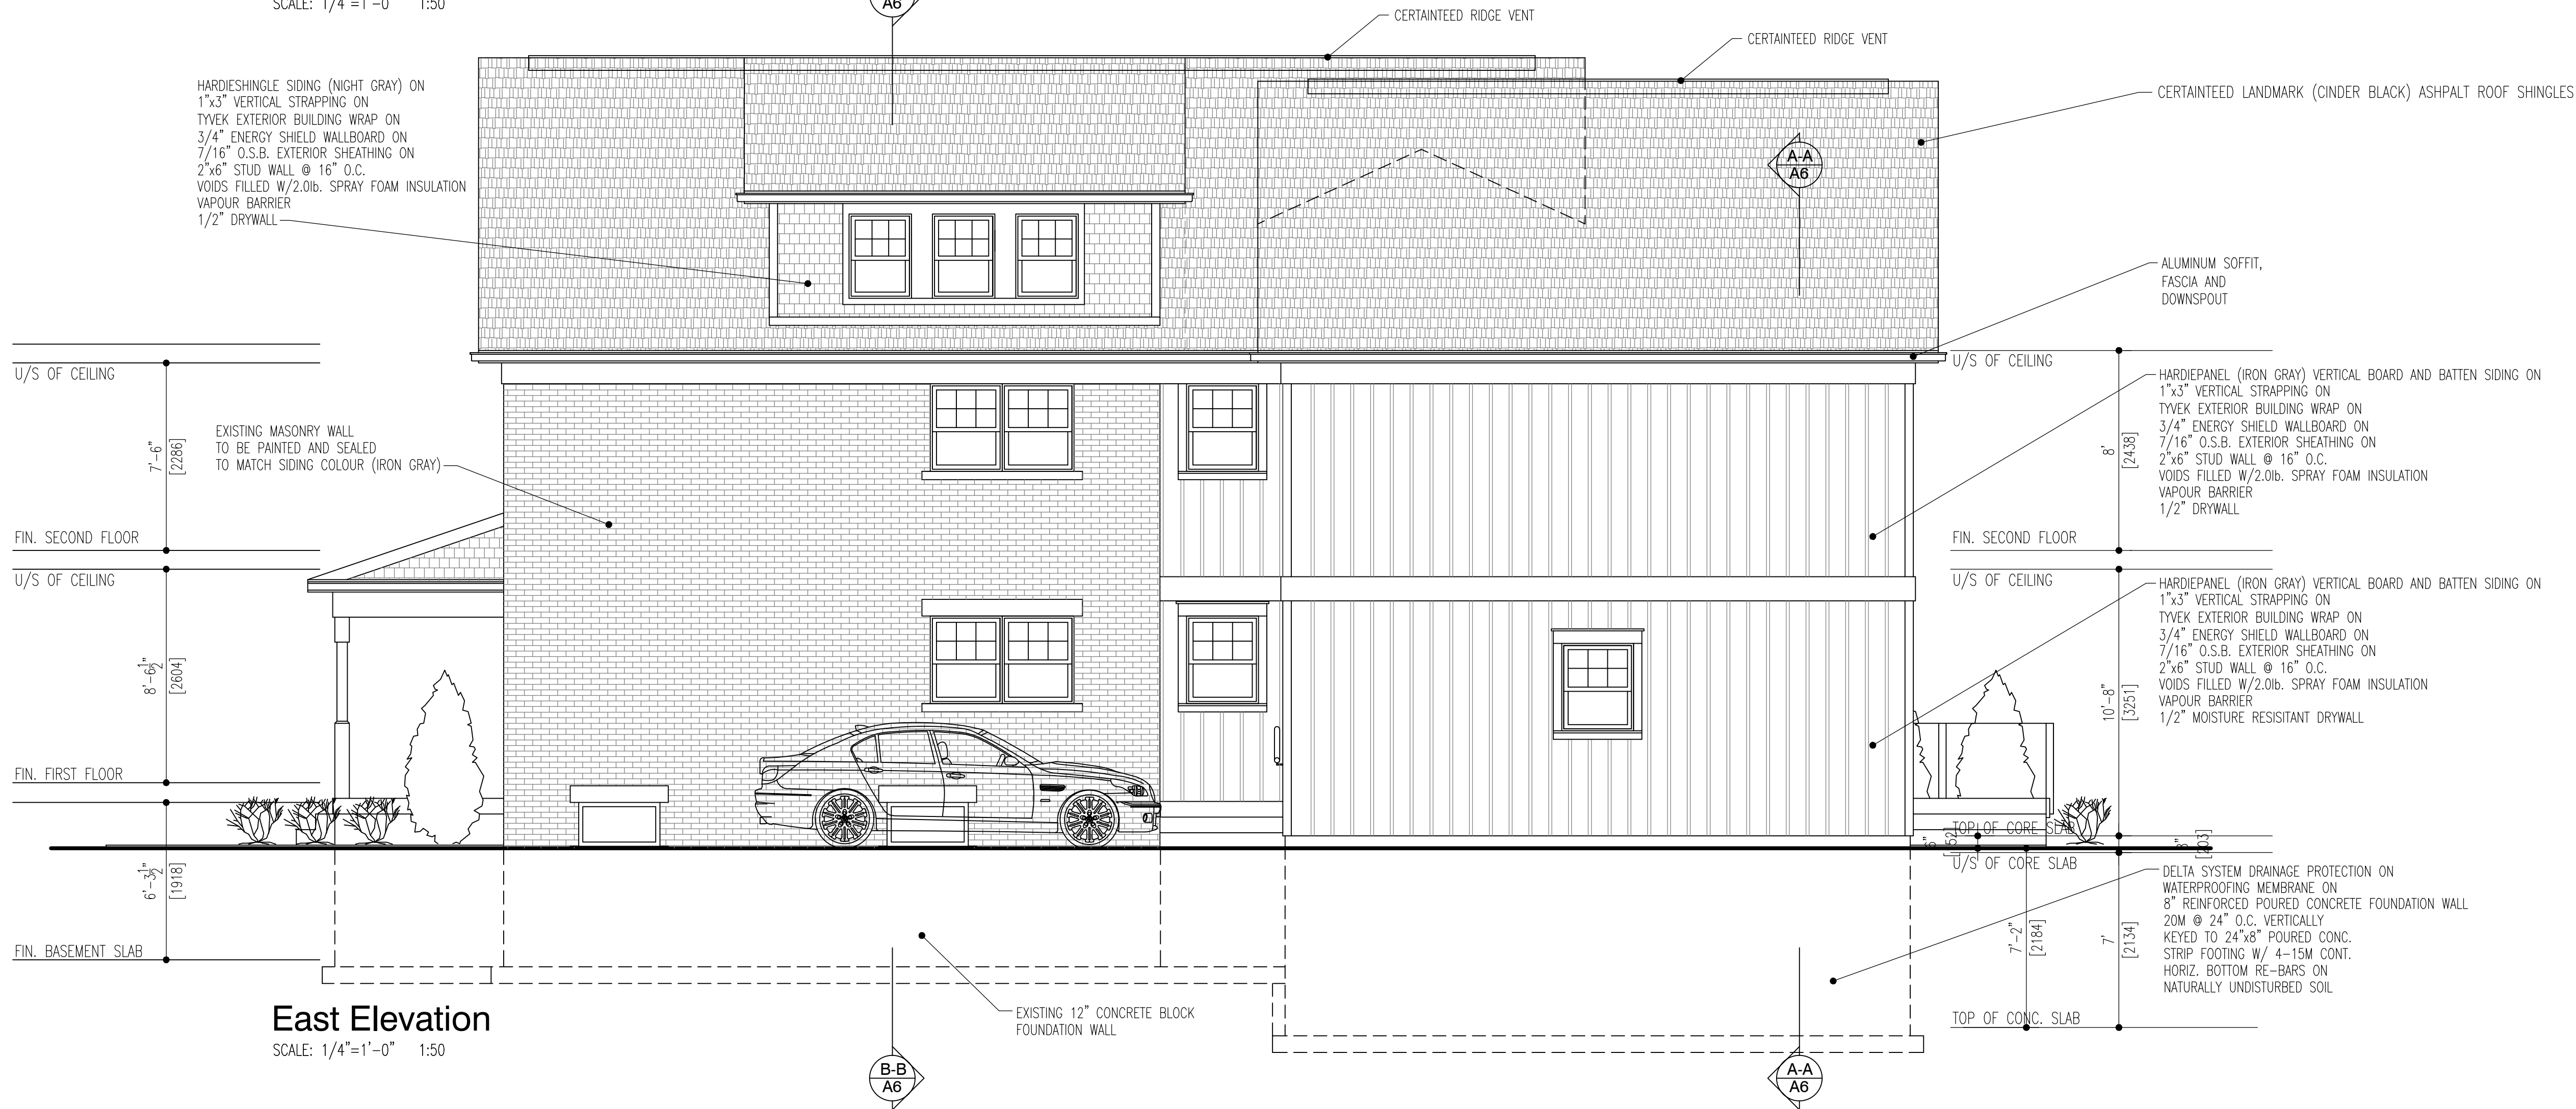 SCALE: 1/4"=1'-0" 1:50
A6
CERTAINTEED RIDGE VENT
CERTAINTEED RIDGE VENT
HARDIESHINGLE SIDING (NIGHT GRAY) ON
1"x3" VERTICAL STRAPPING ON
TYVEK EXTERIOR BUILDING WRAP ON
3/4" ENERGY SHIELD WALLBOARD ON
7/16" O.S.B. EXTERIOR SHEATHING ON
2"x6" STUD WALL @ 16" O.C.
VOIDS FILLED W/2.0lb. SPRAY FOAM INSULATION
VAPOUR BARRIER
1/2" DRYWALL
CERTAINTEED LANDMARK (CINDER BLACK) ASHPALT ROOF SHINGLES
A-A
A6
ALUMINUM SOFFIT,
FASCIA AND
DOWNSPOUT
U/S OF CEILING
7'-6"
[2286]
EXISTING MASONRY WALL
TO BE PAINTED AND SEALED
TO MATCH SIDING COLOUR (IRON GRAY)
FIN. SECOND FLOOR
U/S OF CEILING
8'-6 1/2"
[2604]
FIN. FIRST FLOOR
6'-3 1/2"
[1918]
FIN. BASEMENT SLAB
U/S OF CEILING
8'
[2438]
HARDIEPANEL (IRON GRAY) VERTICAL BOARD AND BATTEN SIDING ON
1"x3" VERTICAL STRAPPING ON
TYVEK EXTERIOR BUILDING WRAP ON
3/4" ENERGY SHIELD WALLBOARD ON
7/16" O.S.B. EXTERIOR SHEATHING ON
2"x6" STUD WALL @ 16" O.C.
VOIDS FILLED W/2.0lb. SPRAY FOAM INSULATION
VAPOUR BARRIER
1/2" DRYWALL
FIN. SECOND FLOOR
U/S OF CEILING
10'-8"
[3251]
HARDIEPANEL (IRON GRAY) VERTICAL BOARD AND BATTEN SIDING ON
1"x3" VERTICAL STRAPPING ON
TYVEK EXTERIOR BUILDING WRAP ON
3/4" ENERGY SHIELD WALLBOARD ON
7/16" O.S.B. EXTERIOR SHEATHING ON
2"x6" STUD WALL @ 16" O.C.
VOIDS FILLED W/2.0lb. SPRAY FOAM INSULATION
VAPOUR BARRIER
1/2" MOISTURE RESISITANT DRYWALL
TOP OF CORE SLAB
6"
8"
[203]
U/S OF CORE SLAB
7'-2"
[2184]
7'
[2134]
DELTA SYSTEM DRAINAGE PROTECTION ON
WATERPROOFING MEMBRANE ON
8" REINFORCED POURED CONCRETE FOUNDATION WALL
20M @ 24" O.C. VERTICALLY
KEYED TO 24"x8" POURED CONC.
STRIP FOOTING W/ 4-15M CONT.
HORIZ. BOTTOM RE-BARS ON
NATURALLY UNDISTURBED SOIL
TOP OF CONC. SLAB
EXISTING 12" CONCRETE BLOCK
FOUNDATION WALL
East Elevation
SCALE: 1/4"=1'-0" 1:50
B-B
A6
A-A
A6